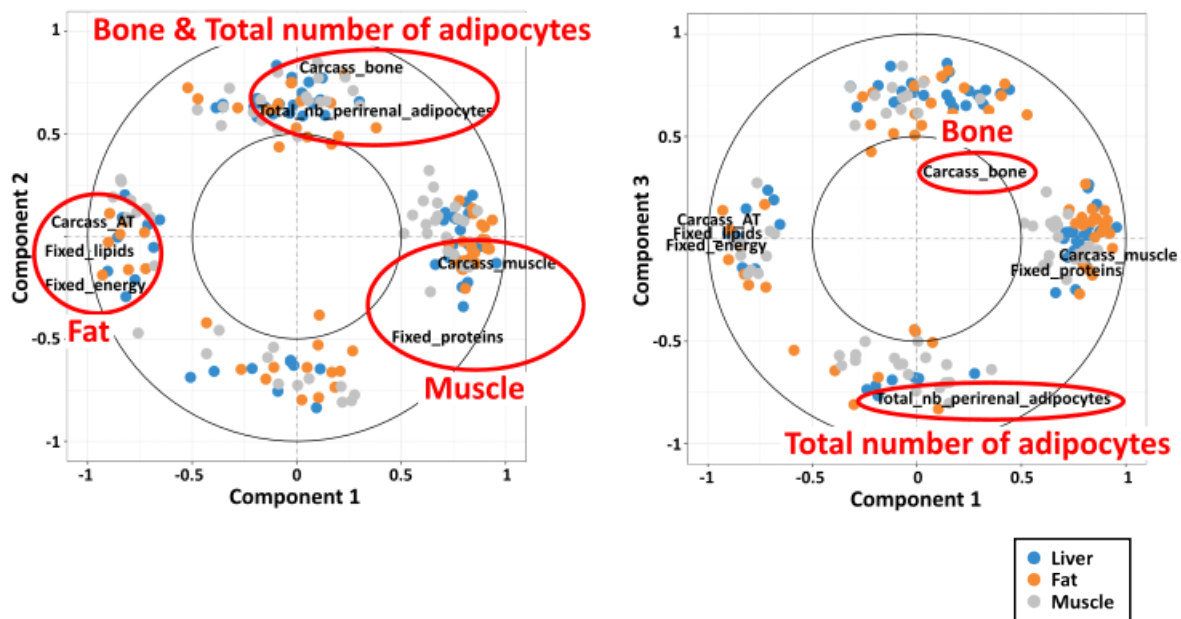 Bone & Total number of adipocytes
1
Carcass_bone
Total_nb_perirenal_adipocytes
0.5
Component 2
Carcass_AT
Fixed_lipids
Fixed_energy
Fat
Carcass_muscle
Fixed_proteins
Muscle
-0.5
-1
-1
-0.5
0
0.5
1
Component 1
1
0.5
Bone
Carcass_bone
Component 3
0
Carcass_AT
Fixed_lipids
Fixed_energy
Carcass_muscle
Fixed_proteins
-0.5
Total_nb_perirenal_adipocytes
Total number of adipocytes
-1
-1
-0.5
0
0.5
1
Component 1
Liver
Fat
Muscle